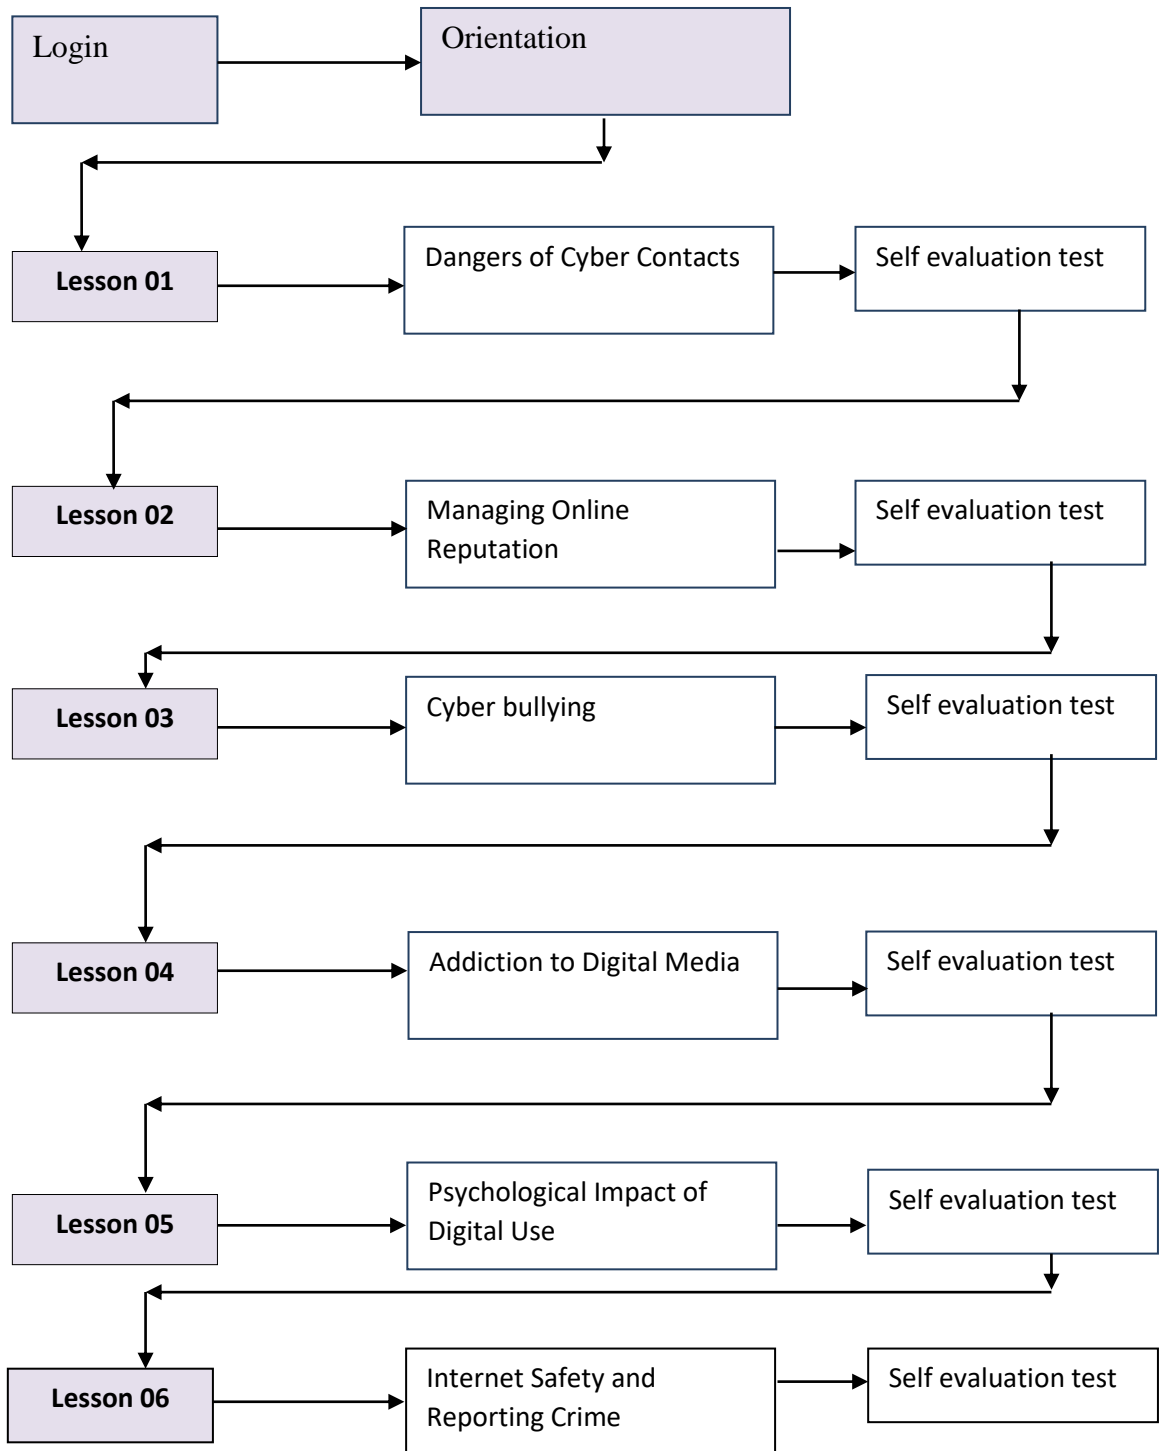 Login
Orientation
Lesson 01
Dangers of Cyber Contacts
Self evaluation test
Lesson 02
Managing Online
Reputation
Self evaluation test
Lesson 03
Cyber bullying
Self evaluation test
Lesson 04
Addiction to Digital Media
Self evaluation test
Lesson 05
Psychological Impact of
Digital Use
Self evaluation test
Lesson 06
Internet Safety and
Reporting Crime
Self evaluation test